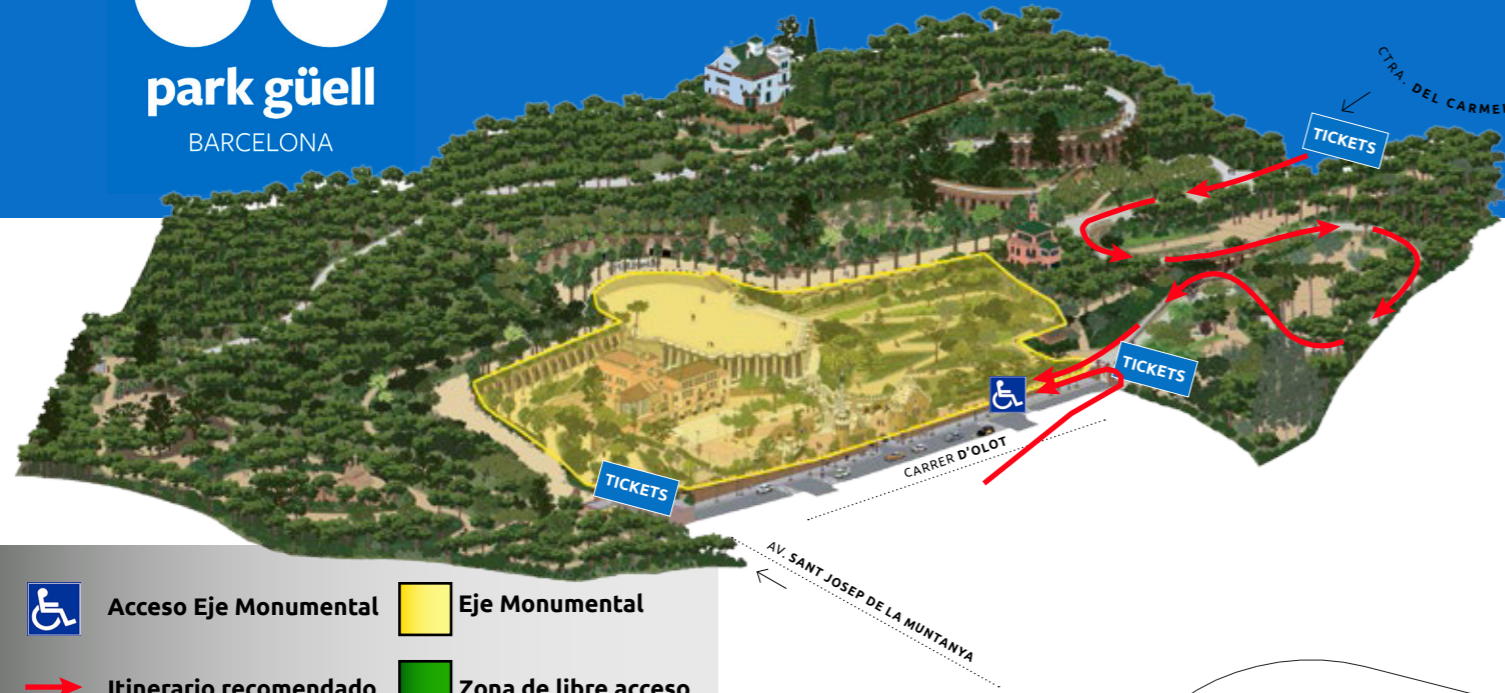 park güell
BARCELONA
CTRA. DEL CARMEL
TICKETS
TICKETS
TICKETS
CARRER D'OLOT
AV. SANT JOSEP DE LA MUNTANYA
Acceso Eje Monumental
Eje Monumental
Itinerario recomendado
Zona de libre acceso